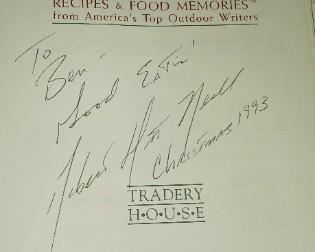 RECIPES & FOOD MEMORIES™
from America's Top Outdoor Writers
To
Ben-
Good Eatin'
Christmas 1993
TRADERY
H•O•U•S•E